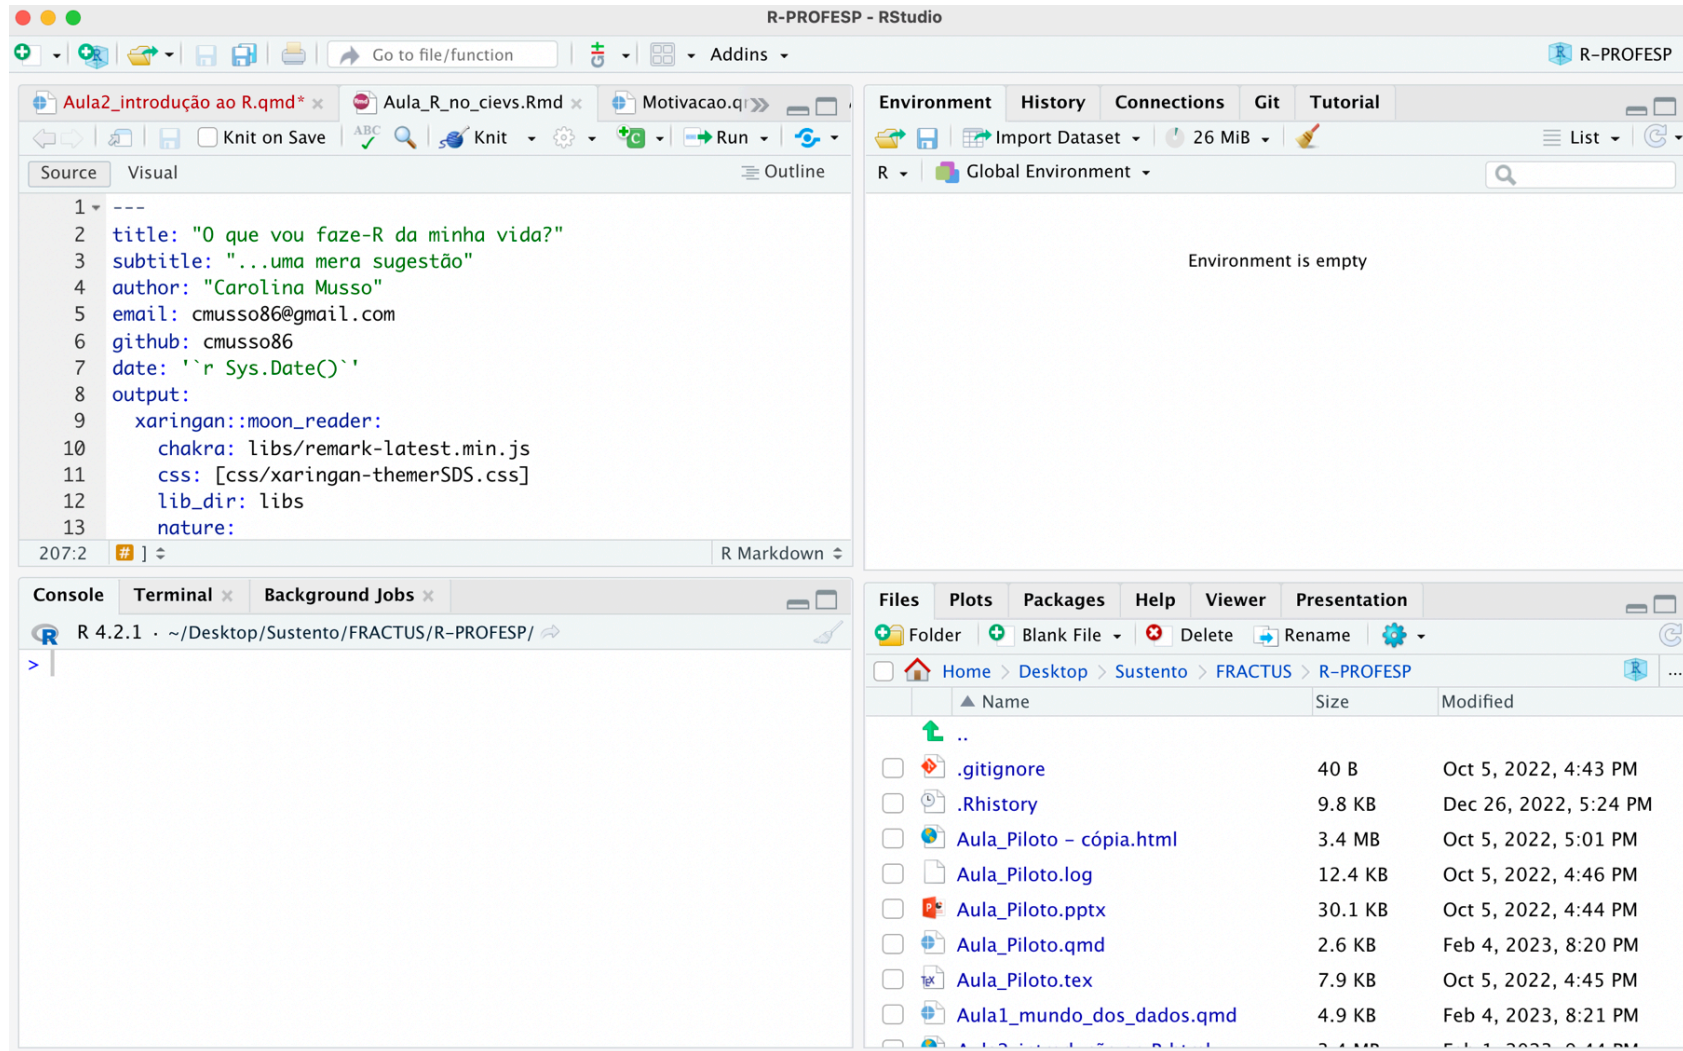 R-PROFESP - RStudio
Go to file/function
Addins
R-PROFESP
Aula2_introdução ao R.qmd*
Aula_R_no_cievs.Rmd
Motivacao.q
Knit on Save
ABC
Knit
Run
Source
Visual
Outline
1 ---
2 title: "O que vou faze-R da minha vida?"
3 subtitle: "...uma mera sugestão"
4 author: "Carolina Musso"
5 email: cmusso86@gmail.com
6 github: cmusso86
7 date: '`r Sys.Date()`'
8 output:
9 xaringan::moon_reader:
10 chakra: libs/remark-latest.min.js
11 css: [css/xaringan-themerSDS.css]
12 lib_dir: libs
13 nature:
207:2
# ]
R Markdown
Environment
History
Connections
Git
Tutorial
Import Dataset
26 MiB
List
R
Global Environment
Environment is empty
Console
Terminal
Background Jobs
R 4.2.1 · ~/Desktop/Sustento/FRACTUS/R-PROFESP/
>
Files
Plots
Packages
Help
Viewer
Presentation
Folder
Blank File
Delete
Rename
Home > Desktop > Sustento > FRACTUS > R-PROFESP
...
Name Size Modified
..
.gitignore 40 B Oct 5, 2022, 4:43 PM
.Rhistory 9.8 KB Dec 26, 2022, 5:24 PM
Aula_Piloto - cópia.html 3.4 MB Oct 5, 2022, 5:01 PM
Aula_Piloto.log 12.4 KB Oct 5, 2022, 4:46 PM
Aula_Piloto.pptx 30.1 KB Oct 5, 2022, 4:44 PM
Aula_Piloto.qmd 2.6 KB Feb 4, 2023, 8:20 PM
Aula_Piloto.tex 7.9 KB Oct 5, 2022, 4:45 PM
Aula1_mundo_dos_dados.qmd 4.9 KB Feb 4, 2023, 8:21 PM